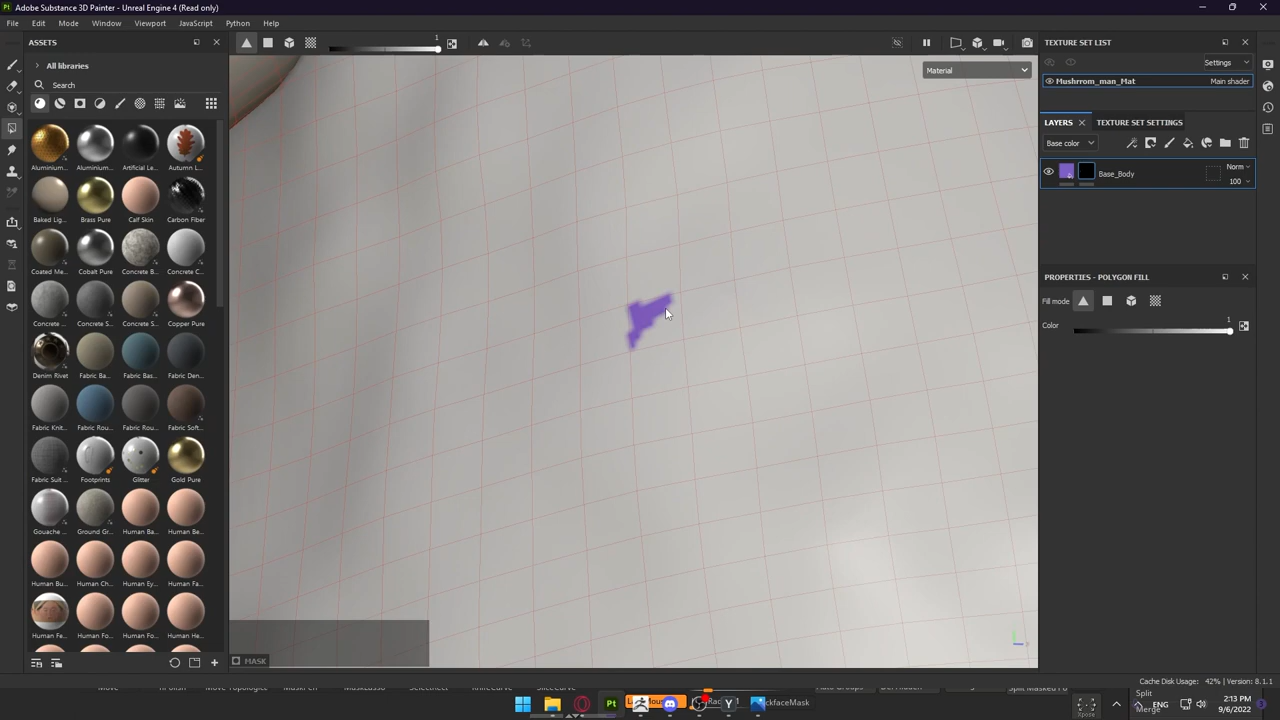 Adobe Substance 3D Painter - Unreal Engine 4 (Read only)
File Edit Mode Window Viewport JavaScript Python Help
ASSETS
All libraries
Search
Aluminium... Aluminium... Artificial Le... Autumn L...
Baked Lig... Brass Pure Calf Skin Carbon Fiber
Coated Me... Cobalt Pure Concrete B... Concrete C...
Concrete ... Concrete S... Concrete S... Copper Pure
Denim Rivet Fabric Ba... Fabric Bas... Fabric Den...
Fabric Knit... Fabric Rou... Fabric Rou... Fabric Soft...
Fabric Suit ... Footprints Glitter Gold Pure
Gouache ... Ground Gr... Human Ba... Human Be...
Human Bu... Human Ch... Human Ey... Human Fa...
Human Fe... Human Fo... Human Fo... Human He...
1
Material
MASK
TEXTURE SET LIST
Settings
Mushrrom_man_Mat Main shader
LAYERS TEXTURE SET SETTINGS
Base color
Base_Body Norm
100
PROPERTIES - POLYGON FILL
Fill mode
Color 1
Cache Disk Usage: 42% | Version: 8.1.1
Split
Merge
ENG
2:13 PM
9/6/2022
ckfaceMask